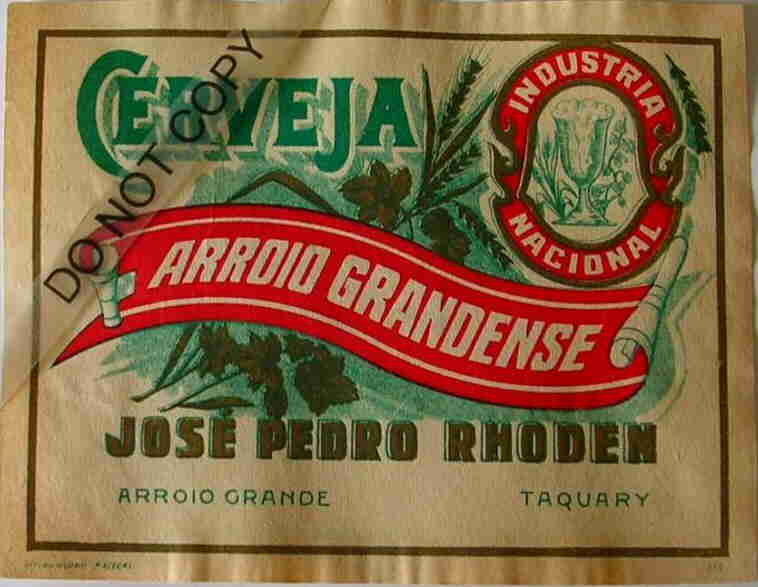 CERVEJA
INDUSTRIA
NACIONAL
DO NOT COPY
ARROIO GRANDENSE
JOSÉ PEDRO RHODEN
ARROIO GRANDE
TAQUARY